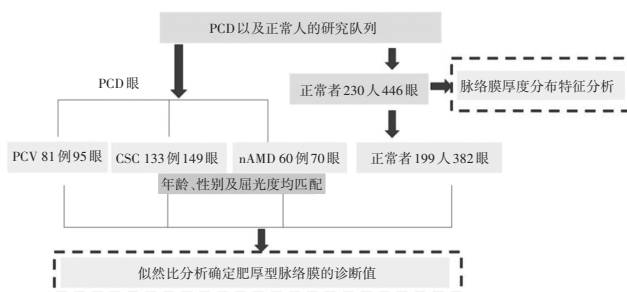 PCD以及正常人的研究队列
PCD眼
正常者230人446眼
脉络膜厚度分布特征分析
PCV 81例95眼
CSC 133例149眼
nAMD 60例70眼
正常者199人382眼
年龄、性别及屈光度均匹配
似然比分析确定肥厚型脉络膜的诊断值